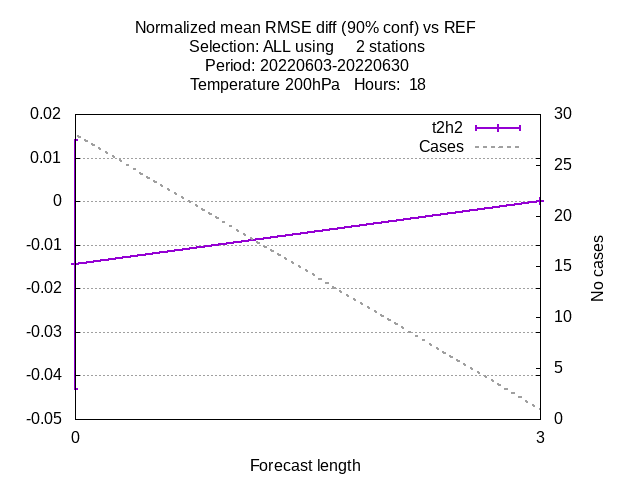 Normalized mean RMSE diff (90% conf) vs REF
Selection: ALL using     2 stations
Period: 20220603-20220630
Temperature 200hPa   Hours:  18
0.02
0.01
0
-0.01
-0.02
-0.03
-0.04
-0.05
30
25
20
15
10
5
0
t2h2
Cases
No cases
0
3
Forecast length